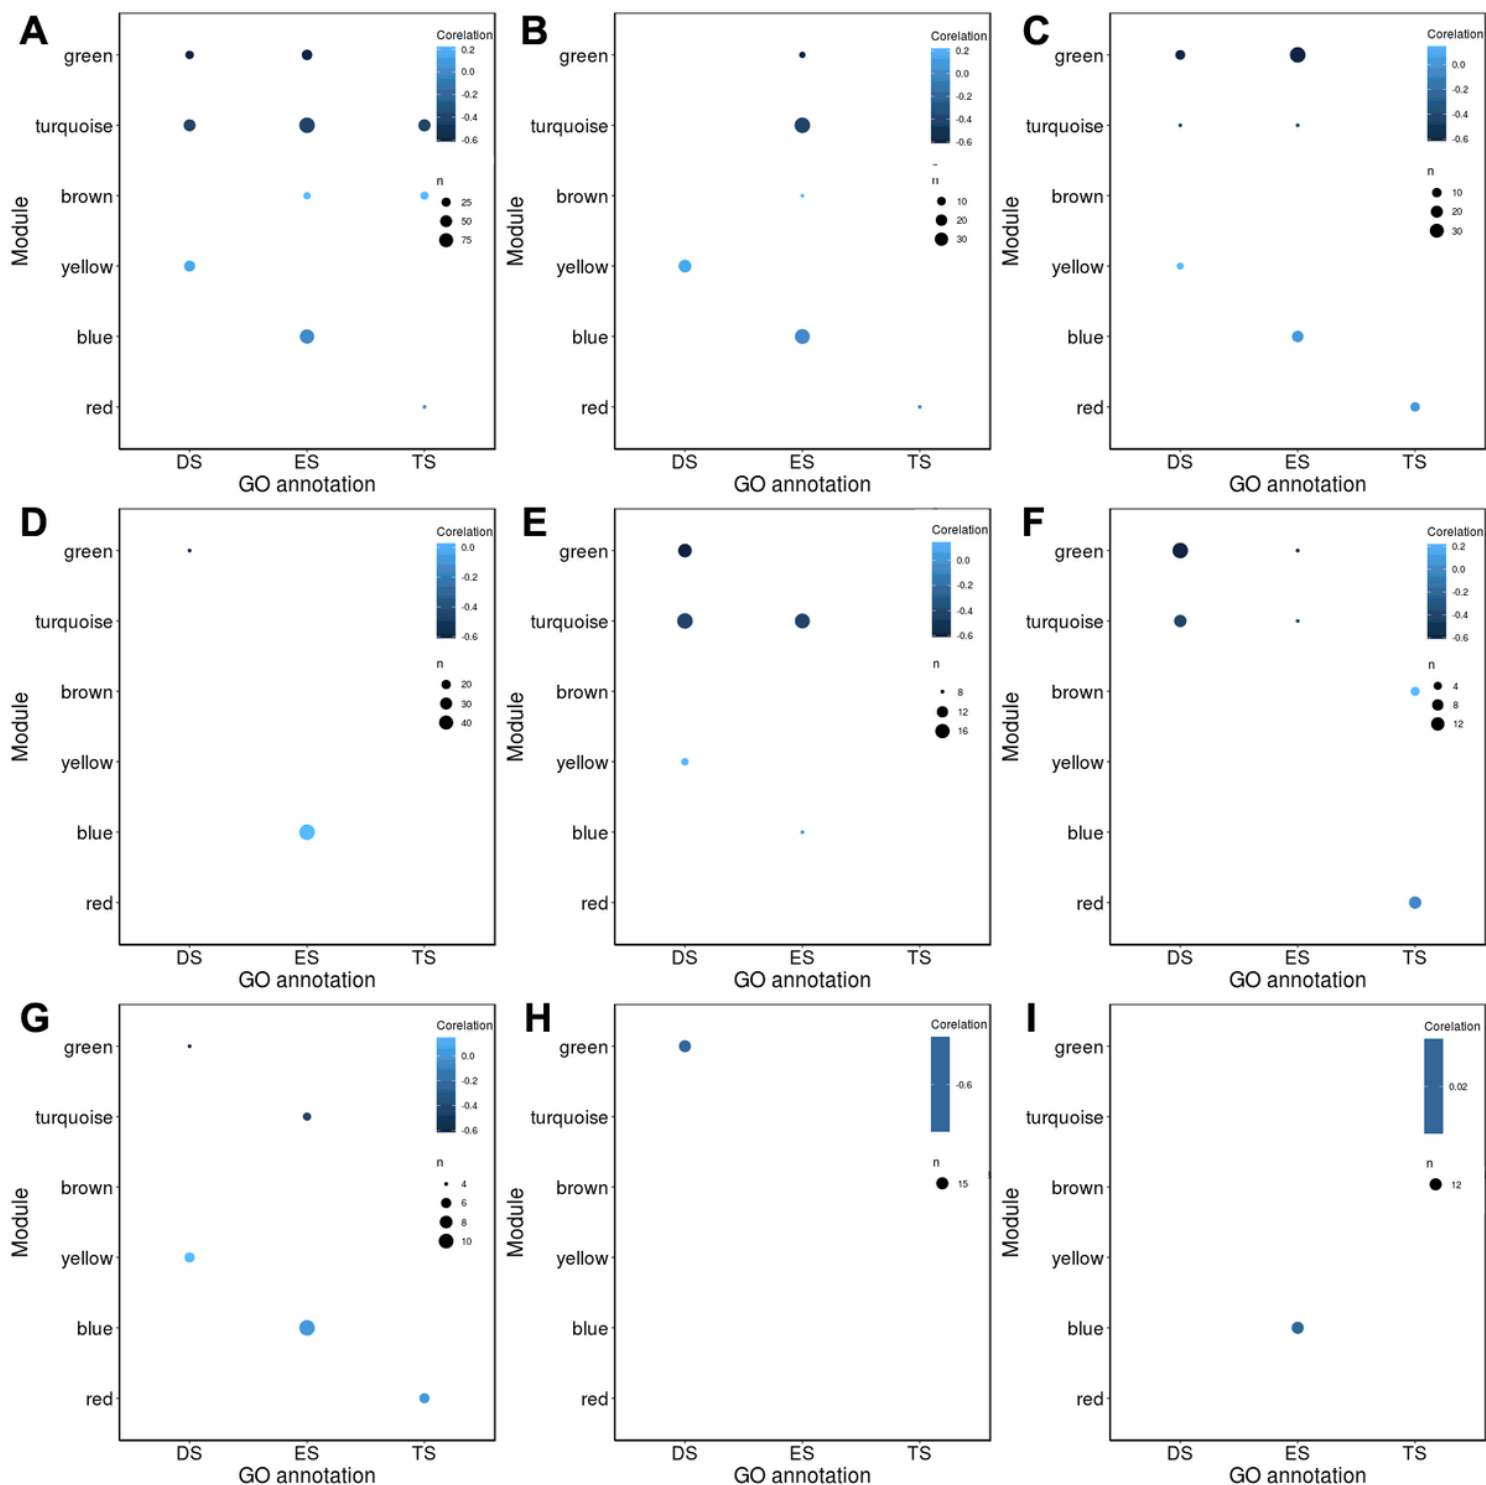 A
Corelation
0.2
0.0
-0.2
-0.4
-0.6
n
25
50
75
Module
green
turquoise
brown
yellow
blue
red
DS ES TS
GO annotation
B
Corelation
0.2
0.0
-0.2
-0.4
-0.6
n
10
20
30
Module
green
turquoise
brown
yellow
blue
red
DS ES TS
GO annotation
C
Corelation
0.0
-0.2
-0.4
-0.6
n
10
20
30
Module
green
turquoise
brown
yellow
blue
red
DS ES TS
GO annotation
D
Corelation
0.0
-0.2
-0.4
-0.6
n
20
30
40
Module
green
turquoise
brown
yellow
blue
red
DS ES TS
GO annotation
E
Corelation
0.0
-0.2
-0.4
-0.6
n
8
12
16
Module
green
turquoise
brown
yellow
blue
red
DS ES TS
GO annotation
F
Corelation
0.2
0.0
-0.2
-0.4
-0.6
n
4
8
12
Module
green
turquoise
brown
yellow
blue
red
DS ES TS
GO annotation
G
Corelation
0.0
-0.2
-0.4
-0.6
n
4
6
8
10
Module
green
turquoise
brown
yellow
blue
red
DS ES TS
GO annotation
H
Corelation
-0.6
n
15
Module
green
turquoise
brown
yellow
blue
red
DS ES TS
GO annotation
I
Corelation
0.02
n
12
Module
green
turquoise
brown
yellow
blue
red
DS ES TS
GO annotation